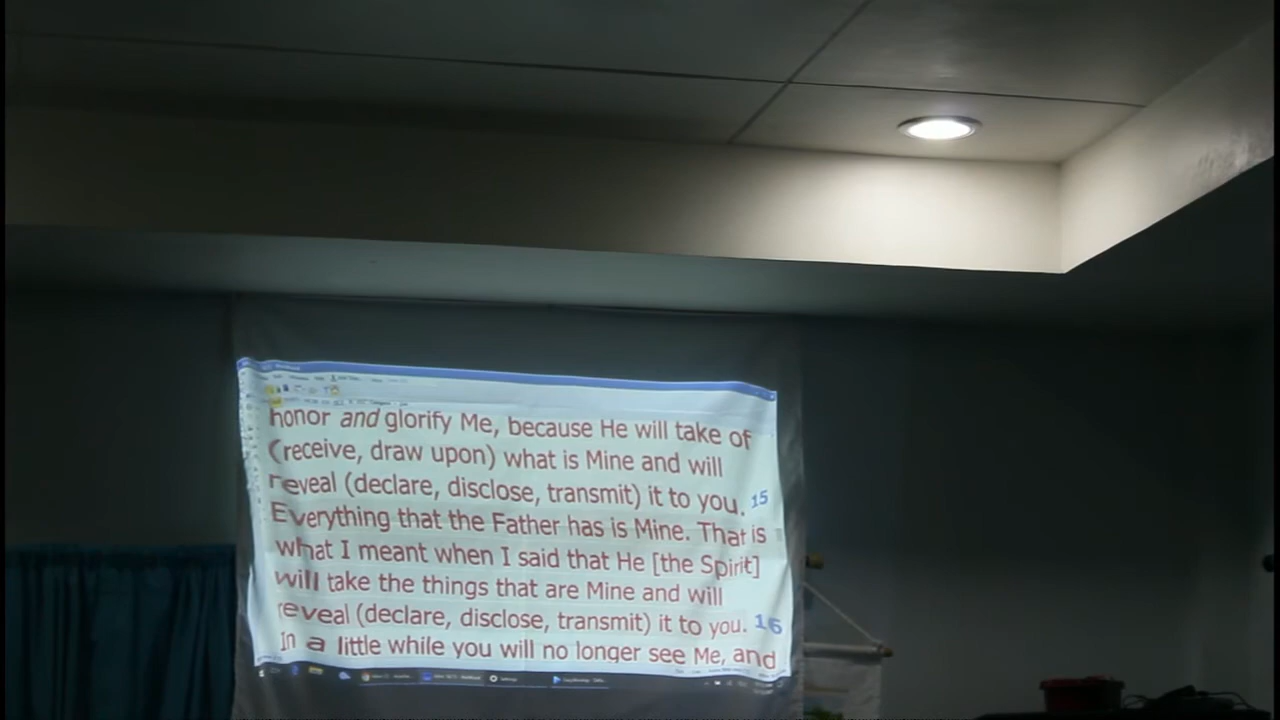 honor and glorify Me, because He will take of
(receive, draw upon) what is Mine and will
reveal (declare, disclose, transmit) it to you. 15
Everything that the Father has is Mine. That is
what I meant when I said that He [the Spirit]
will take the things that are Mine and will
reveal (declare, disclose, transmit) it to you. 16
In a little while you will no longer see Me, and